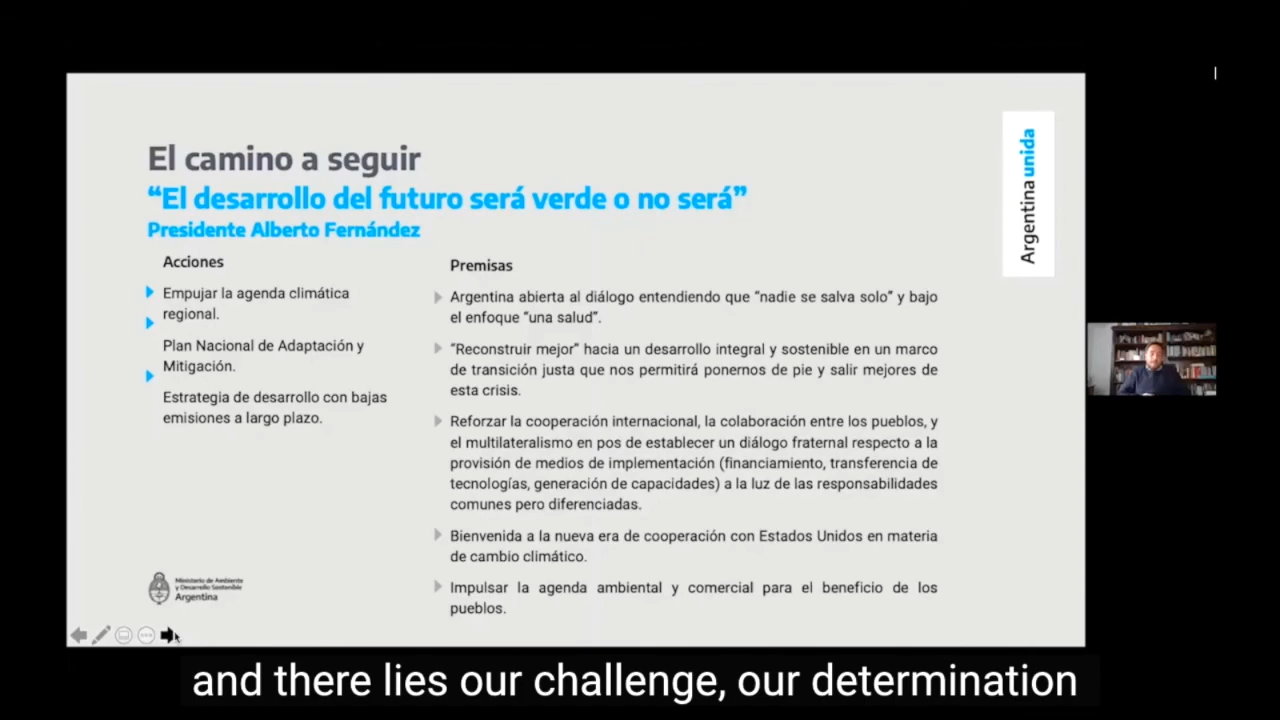 El camino a seguir
“El desarrollo del futuro será verde o no será”
Presidente Alberto Fernández
Acciones
Empujar la agenda climática
regional.
Plan Nacional de Adaptación y
Mitigación.
Estrategia de desarrollo con bajas
emisiones a largo plazo.
Premisas
Argentina abierta al diálogo entendiendo que “nadie se salva solo” y bajo
el enfoque “una salud”.
“Reconstruir mejor” hacia un desarrollo integral y sostenible en un marco
de transición justa que nos permitirá ponernos de pie y salir mejores de
esta crisis.
Reforzar la cooperación internacional, la colaboración entre los pueblos, y
el multilateralismo en pos de establecer un diálogo fraternal respecto a la
provisión de medios de implementación (financiamiento, transferencia de
tecnologías, generación de capacidades) a la luz de las responsabilidades
comunes pero diferenciadas.
Bienvenida a la nueva era de cooperación con Estados Unidos en materia
de cambio climático.
Impulsar la agenda ambiental y comercial para el beneficio de los
pueblos.
Argentina unida
Ministerio de Ambiente
y Desarrollo Sostenible
Argentina
and there lies our challenge, our determination